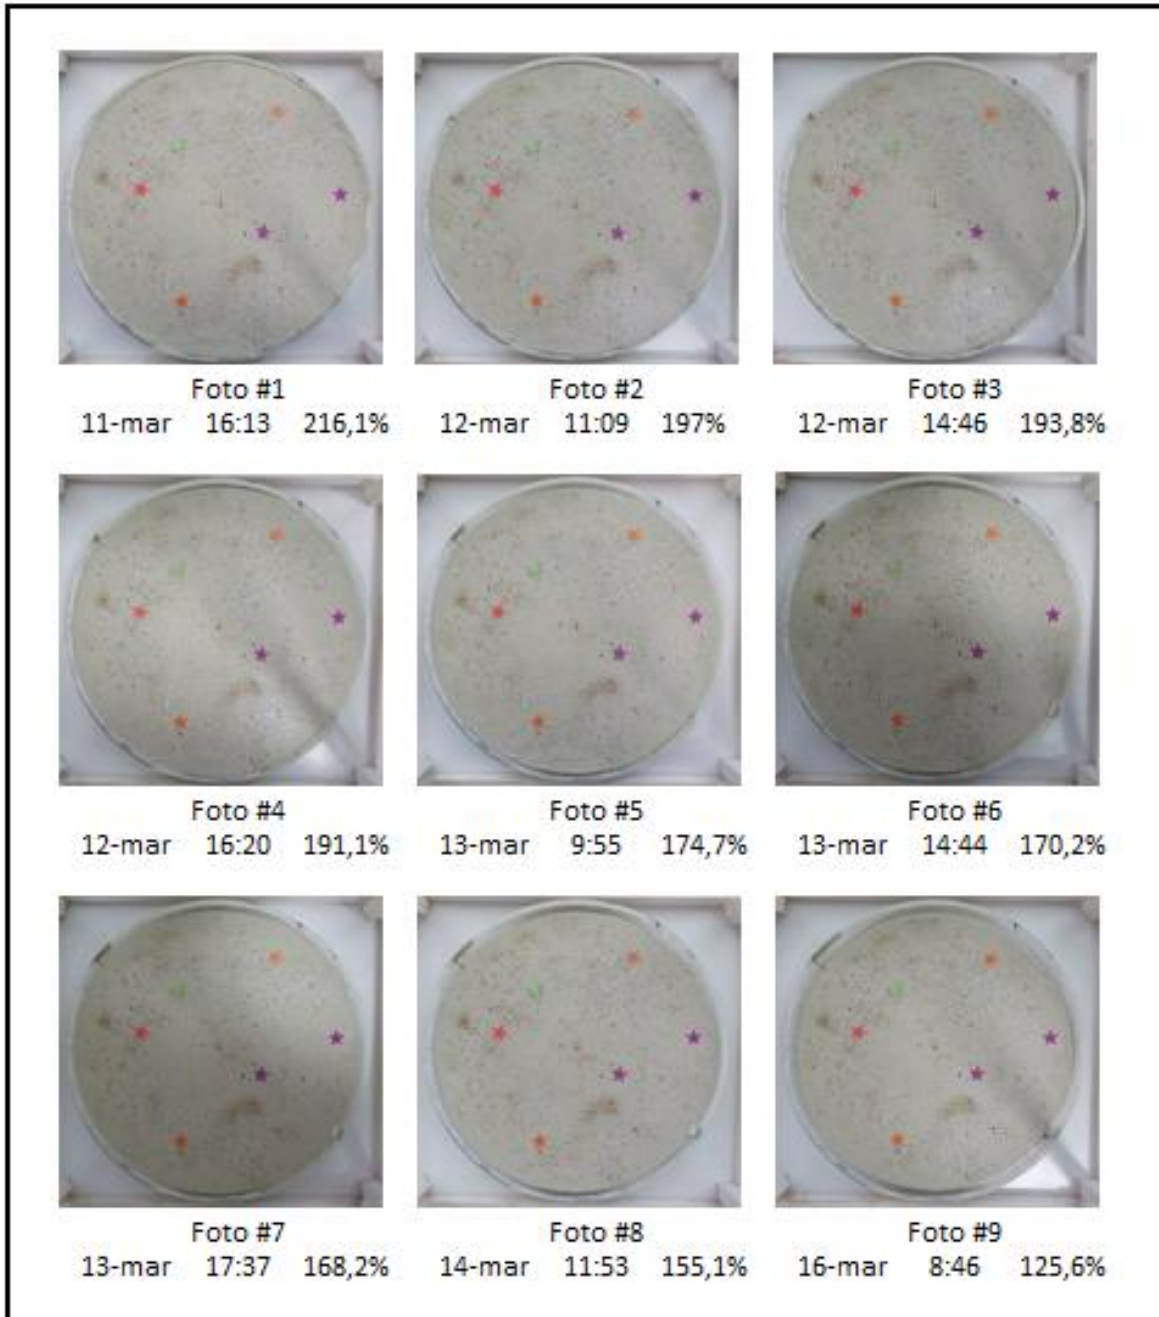 Foto #1
11-mar 16:13 216,1%
Foto #2
12-mar 11:09 197%
Foto #3
12-mar 14:46 193,8%
Foto #4
12-mar 16:20 191,1%
Foto #5
13-mar 9:55 174,7%
Foto #6
13-mar 14:44 170,2%
Foto #7
13-mar 17:37 168,2%
Foto #8
14-mar 11:53 155,1%
Foto #9
16-mar 8:46 125,6%